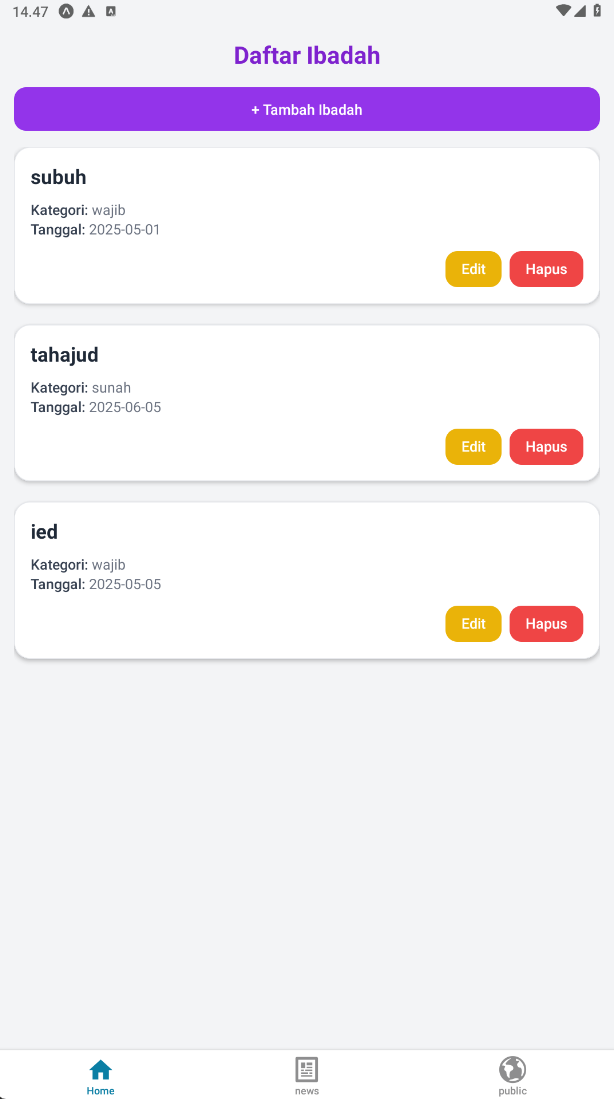 14.47
Daftar Ibadah
+ Tambah Ibadah
subuh
Kategori: wajib
Tanggal: 2025-05-01
Edit Hapus
tahajud
Kategori: sunah
Tanggal: 2025-06-05
Edit Hapus
ied
Kategori: wajib
Tanggal: 2025-05-05
Edit Hapus
Home news public